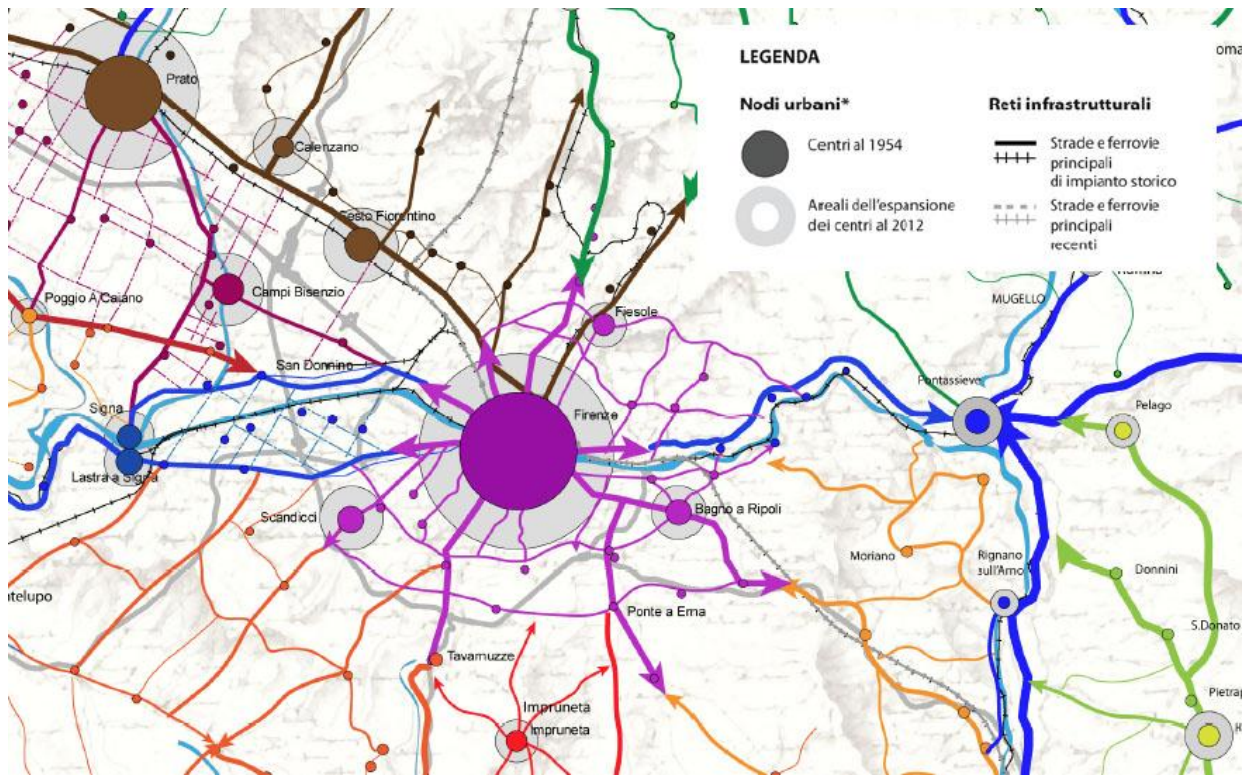 LEGENDA
Nodi urbani*
Centri al 1954
Areali dell'espansione
dei centri al 2012
Reti infrastrutturali
Strade e ferrovie
principali
di impianto storico
Strade e ferrovie
principali
recenti
Prato
Calenzano
Sesto Fiorentino
Campi Bisenzio
Poggio A Caiano
San Donnino
Fiesole
MUGELLO
Signa
Firenze
Pontassieve
Pelago
Lastra a Signa
Scandicci
Bagno a Ripoli
Moriano
Rignano
sull'Arno
Donnini
Ponte a Ema
S.Donato
Tavarnuzze
Impruneta
Impruneta